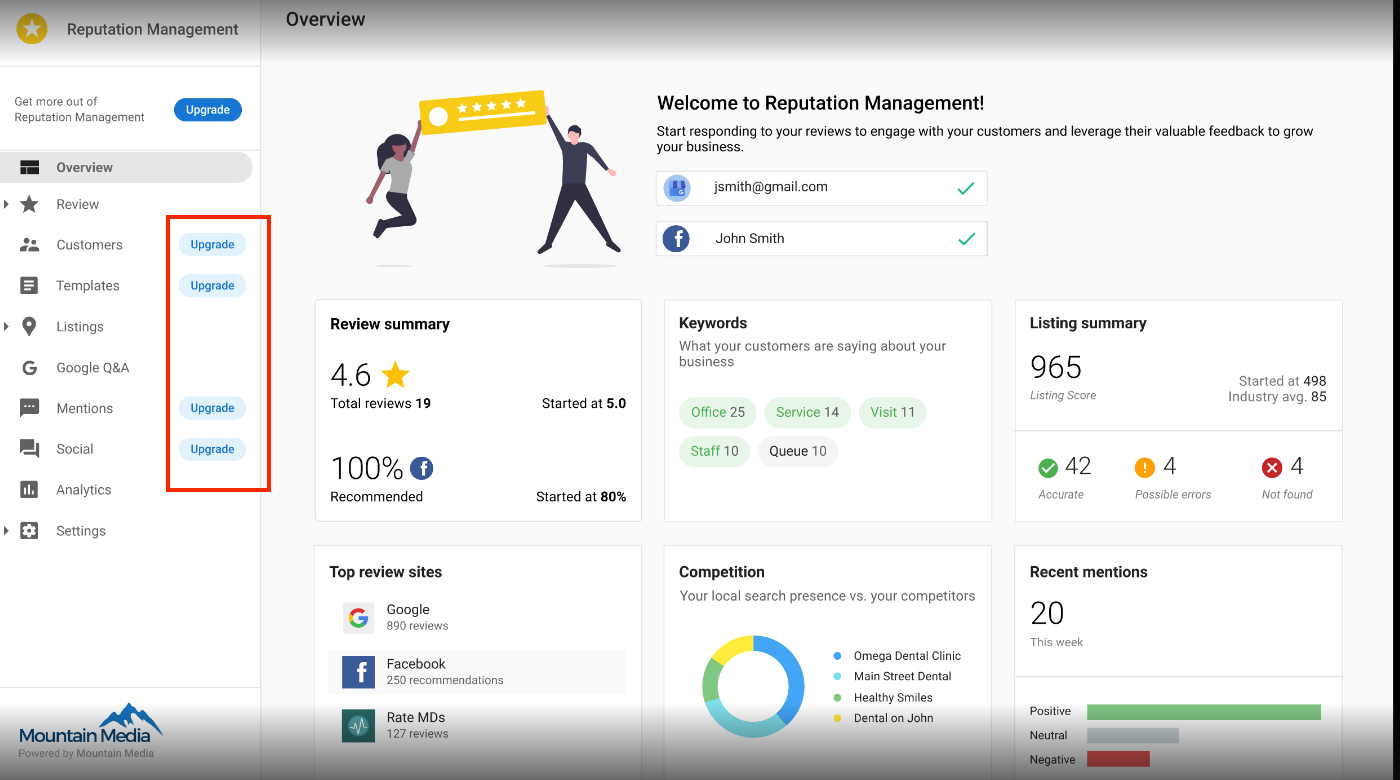 Reputation Management
Get more out of
Reputation Management
Upgrade
Overview
Review
Customers
Upgrade
Templates
Upgrade
Listings
Google Q&A
Mentions
Upgrade
Social
Upgrade
Analytics
Settings
Mountain Media
Powered by Mountain Media
Overview
Welcome to Reputation Management!
Start responding to your reviews to engage with your customers and leverage their valuable feedback to grow
your business.
jsmith@gmail.com
John Smith
Review summary
4.6
Total reviews 19
Started at 5.0
100%
Recommended
Started at 80%
Keywords
What your customers are saying about your
business
Office 25
Service 14
Visit 11
Staff 10
Queue 10
Listing summary
965
Listing Score
Started at 498
Industry avg. 85
42
Accurate
4
Possible errors
4
Not found
Top review sites
Google
890 reviews
Facebook
250 recommendations
Rate MDs
127 reviews
Competition
Your local search presence vs. your competitors
Omega Dental Clinic
Main Street Dental
Healthy Smiles
Dental on John
Recent mentions
20
This week
Positive
Neutral
Negative